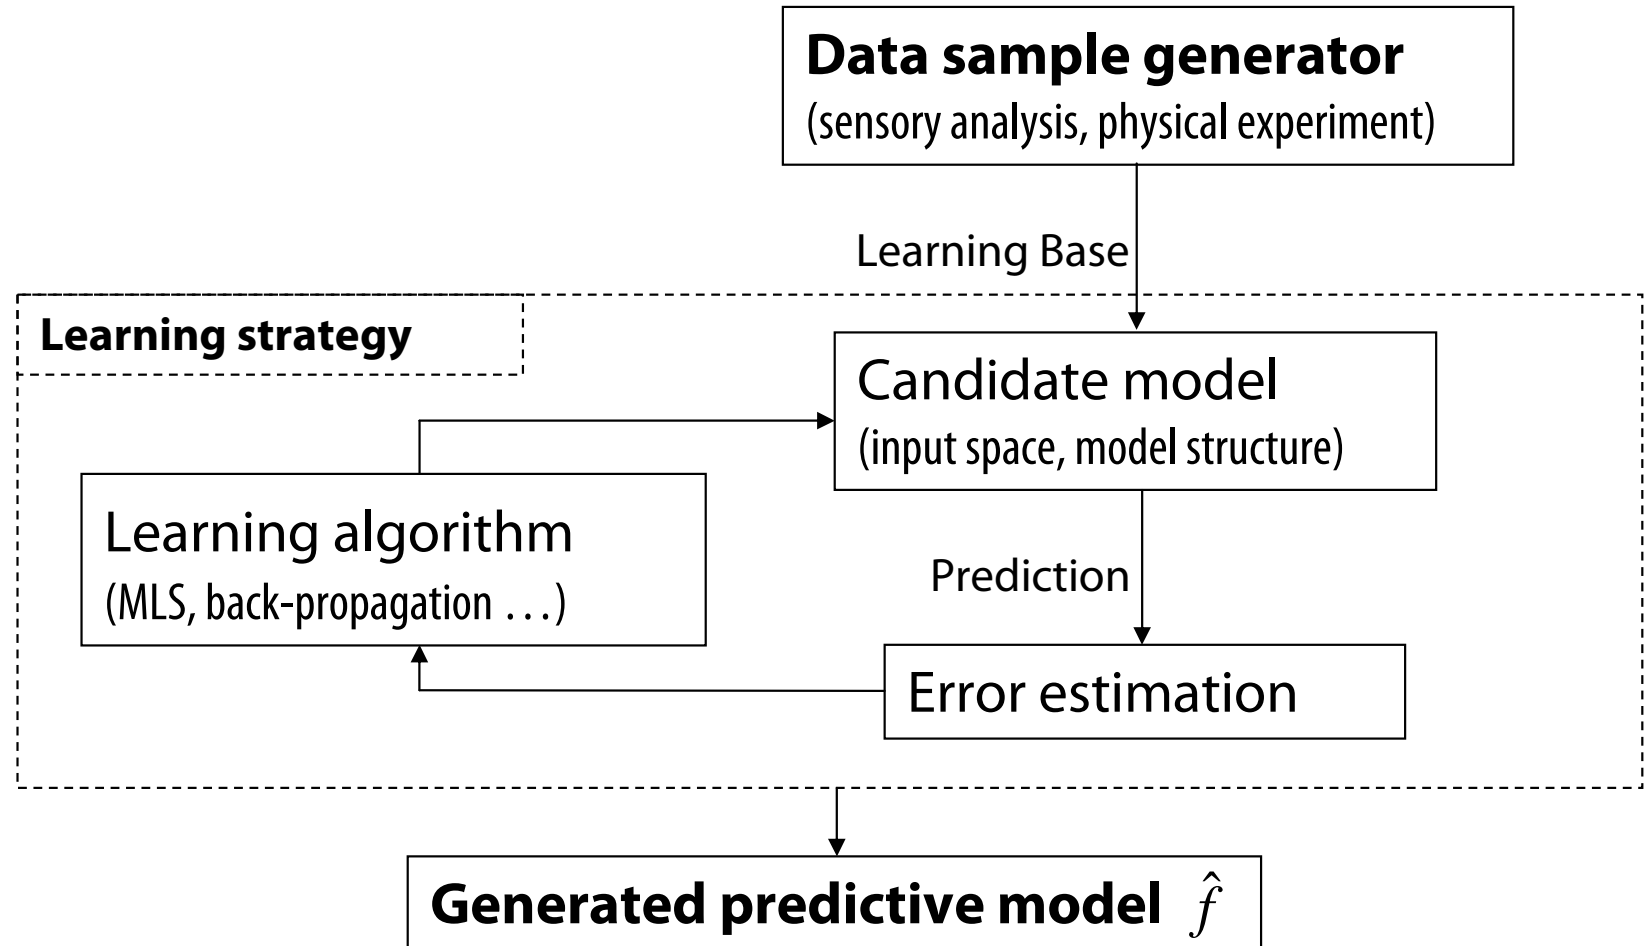 Data sample generator
(sensory analysis, physical experiment)
Learning Base
Learning strategy
Candidate model
(input space, model structure)
Learning algorithm
(MLS, back-propagation …)
Prediction
Error estimation
Generated predictive model f̂